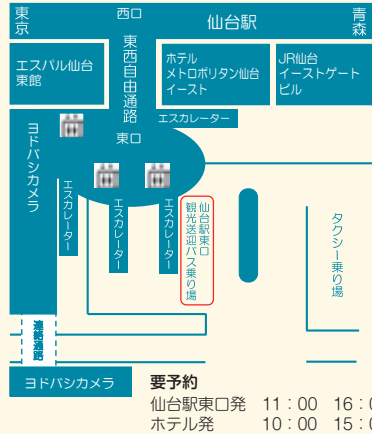 東京
西口
仙台駅
青森
エスパル仙台
東館
東西自由通路
ホテル
メトロポリタン仙台
イースト
JR仙台
イーストゲート
ビル
エスカレーター
東口
ヨドバシカメラ
エスカレーター
エスカレーター
エスカレーター
仙台駅東口
観光送迎バス乗り場
タクシー乗り場
連絡通路
ヨドバシカメラ
要予約
仙台駅東口発 11：00 16：0
ホテル発 10：00 15：0